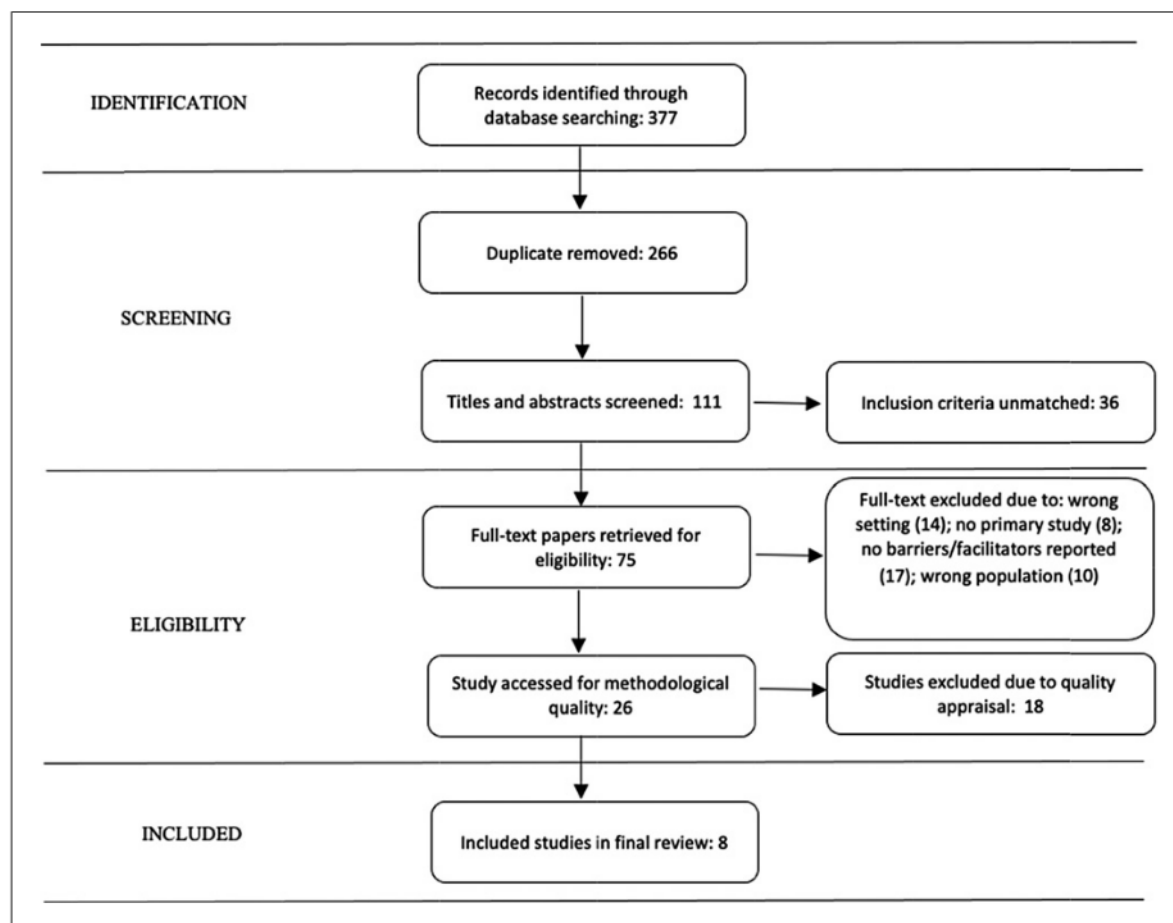 IDENTIFICATION
Records identified through
database searching: 377
SCREENING
Duplicate removed: 266
Titles and abstracts screened: 111
Inclusion criteria unmatched: 36
ELIGIBILITY
Full-text papers retrieved for
eligibility: 75
Full-text excluded due to: wrong
setting (14); no primary study (8);
no barriers/facilitators reported
(17); wrong population (10)
Study accessed for methodological
quality: 26
Studies excluded due to quality
appraisal: 18
INCLUDED
Included studies in final review: 8